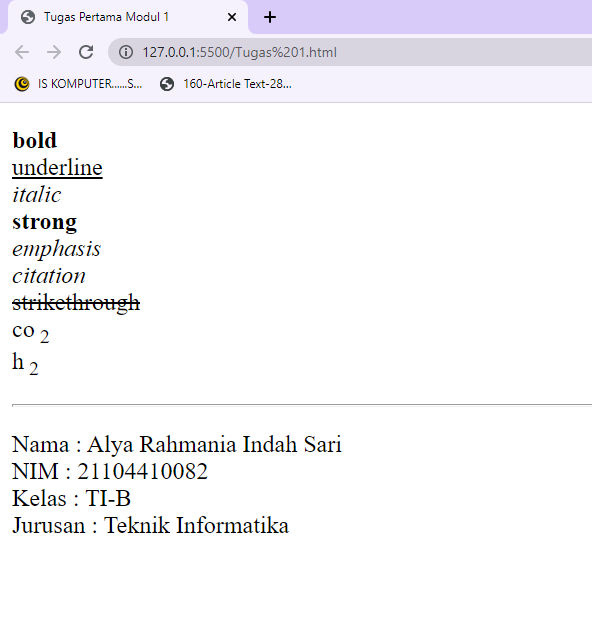 Tugas Pertama Modul 1
127.0.0.1:5500/Tugas%201.html
IS KOMPUTER......S... 160-Article Text-28...
bold
underline
italic
strong
emphasis
citation
strikethrough
co 2
h 2
Nama : Alya Rahmania Indah Sari
NIM : 21104410082
Kelas : TI-B
Jurusan : Teknik Informatika